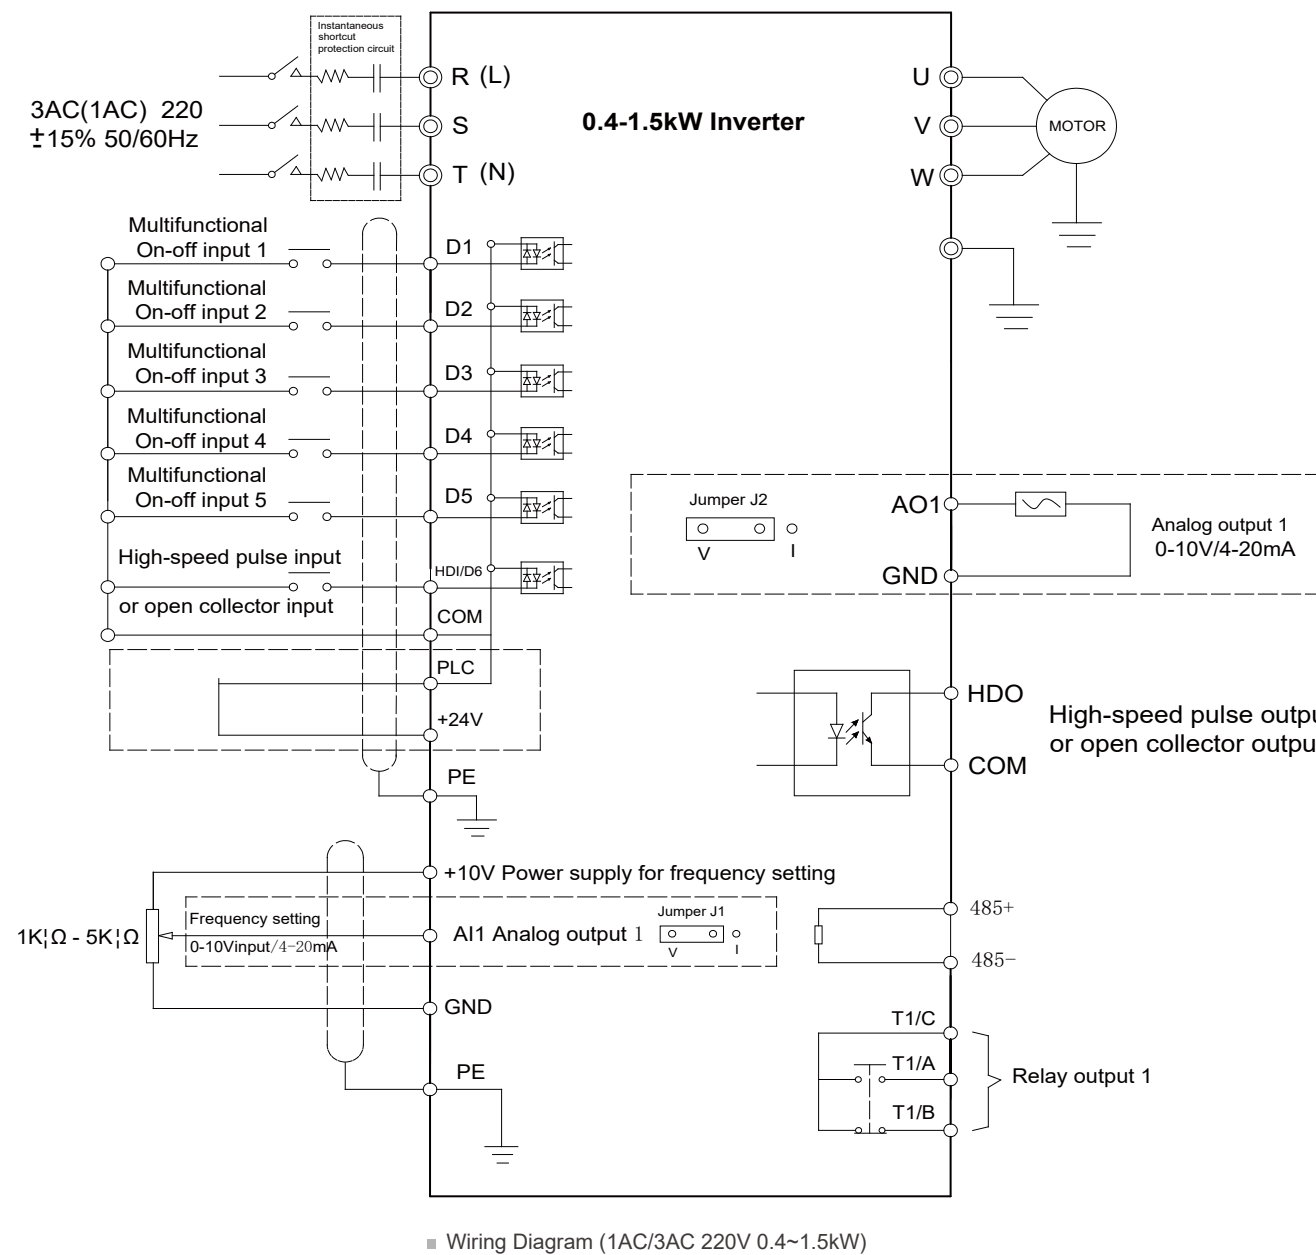 Instantaneous
shortcut
protection circuit
R (L)
S
T (N)
3AC(1AC) 220
±15% 50/60Hz
0.4-1.5kW Inverter
U
V
W
MOTOR
Multifunctional
On-off input 1
D1
Multifunctional
On-off input 2
D2
Multifunctional
On-off input 3
D3
Multifunctional
On-off input 4
D4
Multifunctional
On-off input 5
D5
High-speed pulse input
or open collector input
HDI/D6
COM
PLC
+24V
PE
Jumper J2
V
I
AO1
GND
Analog output 1
0-10V/4-20mA
HDO
COM
High-speed pulse outpu
or open collector outpu
+10V Power supply for frequency setting
1K¦Ω - 5K¦Ω
Frequency setting
0-10Vinput/4-20mA
AI1 Analog output 1
Jumper J1
V
I
GND
PE
485+
485-
T1/C
T1/A
T1/B
Relay output 1
Wiring Diagram (1AC/3AC 220V 0.4~1.5kW)